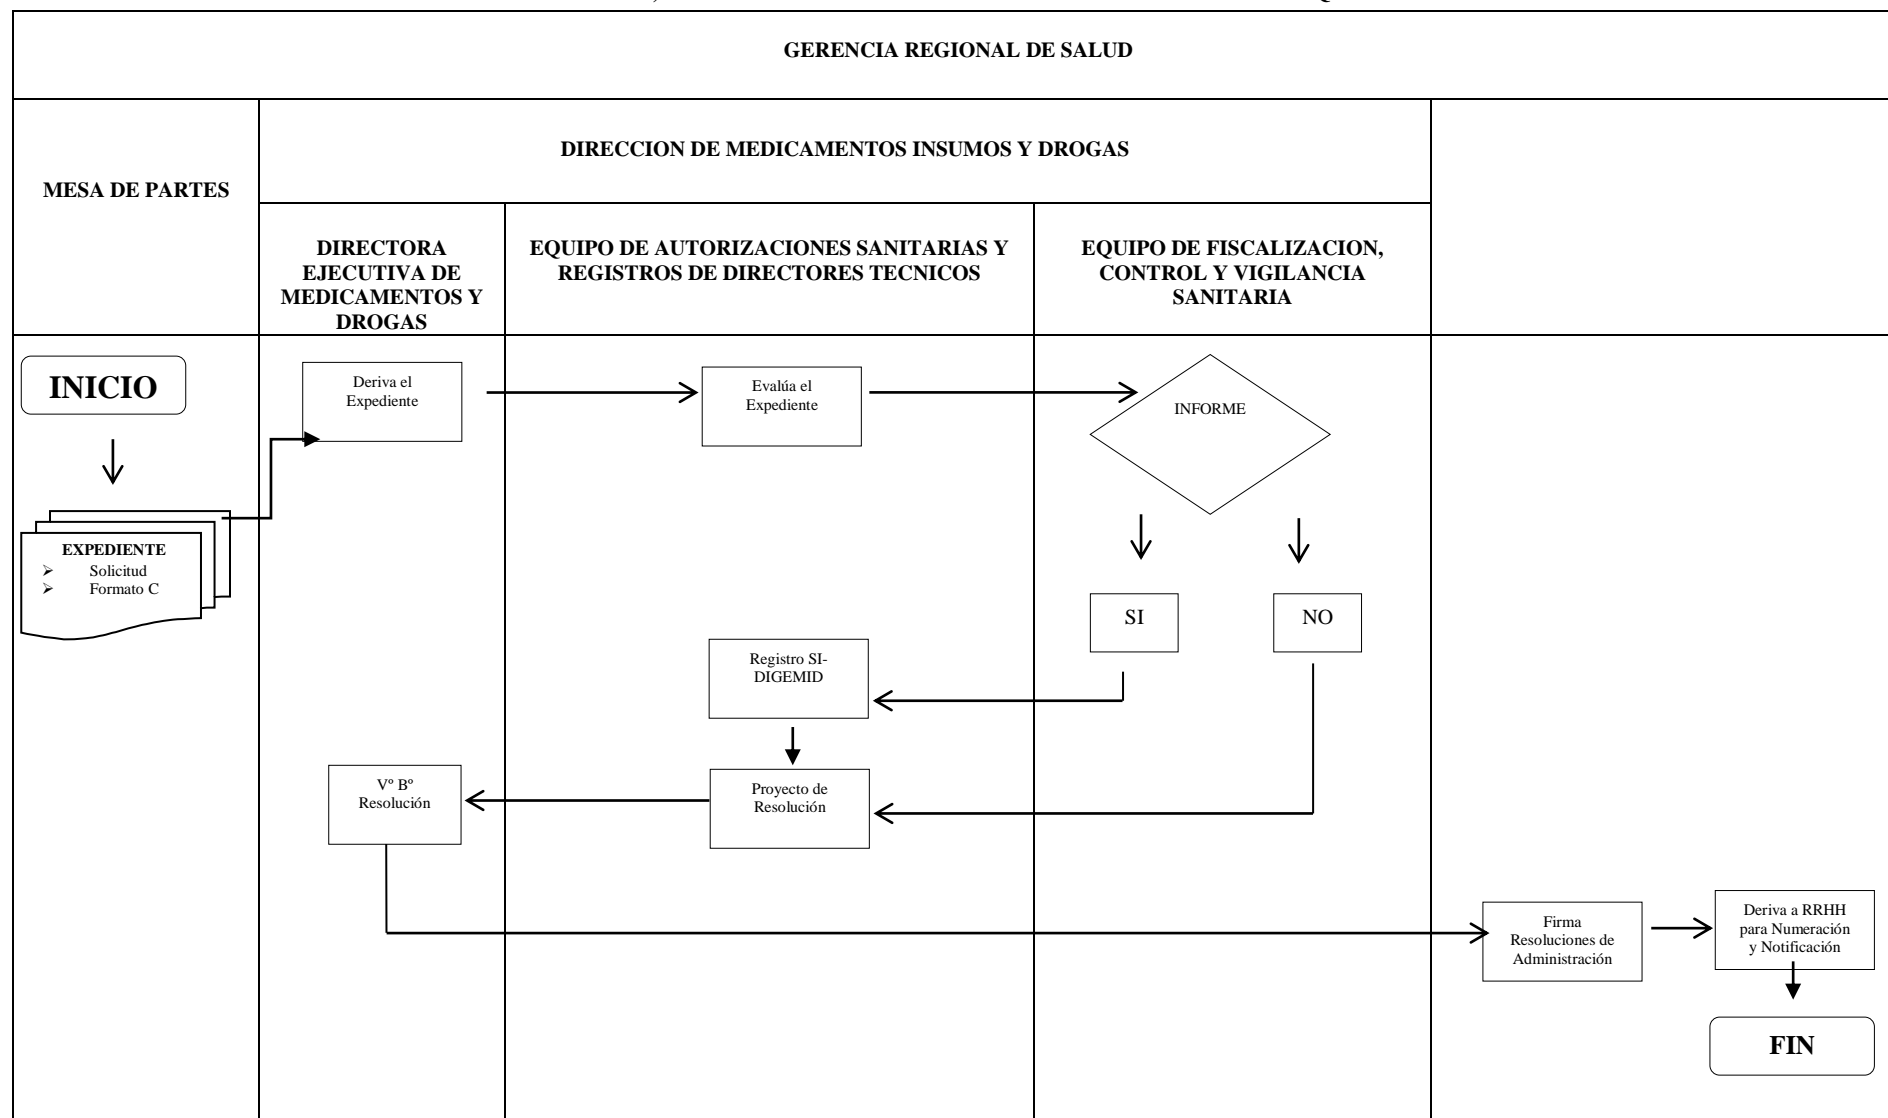 GERENCIA REGIONAL DE SALUD
MESA DE PARTES
DIRECCION DE MEDICAMENTOS INSUMOS Y DROGAS
DIRECTORA
EJECUTIVA DE
MEDICAMENTOS Y
DROGAS
EQUIPO DE AUTORIZACIONES SANITARIAS Y
REGISTROS DE DIRECTORES TECNICOS
EQUIPO DE FISCALIZACION,
CONTROL Y VIGILANCIA
SANITARIA
INICIO
Deriva el
Expediente
Evalúa el
Expediente
INFORME
EXPEDIENTE
➢ Solicitud
➢ Formato C
SI
NO
Registro SI-
DIGEMID
Vº Bº
Resolución
Proyecto de
Resolución
Firma
Resoluciones de
Administración
Deriva a RRHH
para Numeración
y Notificación
FIN